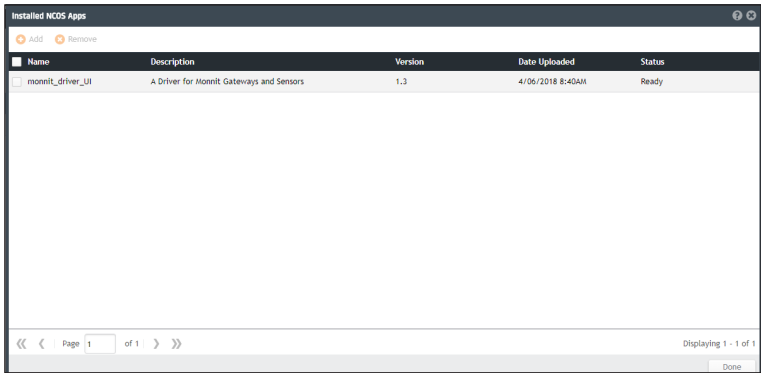 Installed NCOS Apps
Add Remove
Name Description Version Date Uploaded Status
monnit_driver_UI A Driver for Monnit Gateways and Sensors 1.3 4/06/2018 8:40AM Ready
Page 1 of 1 Displaying 1 - 1 of 1
Done